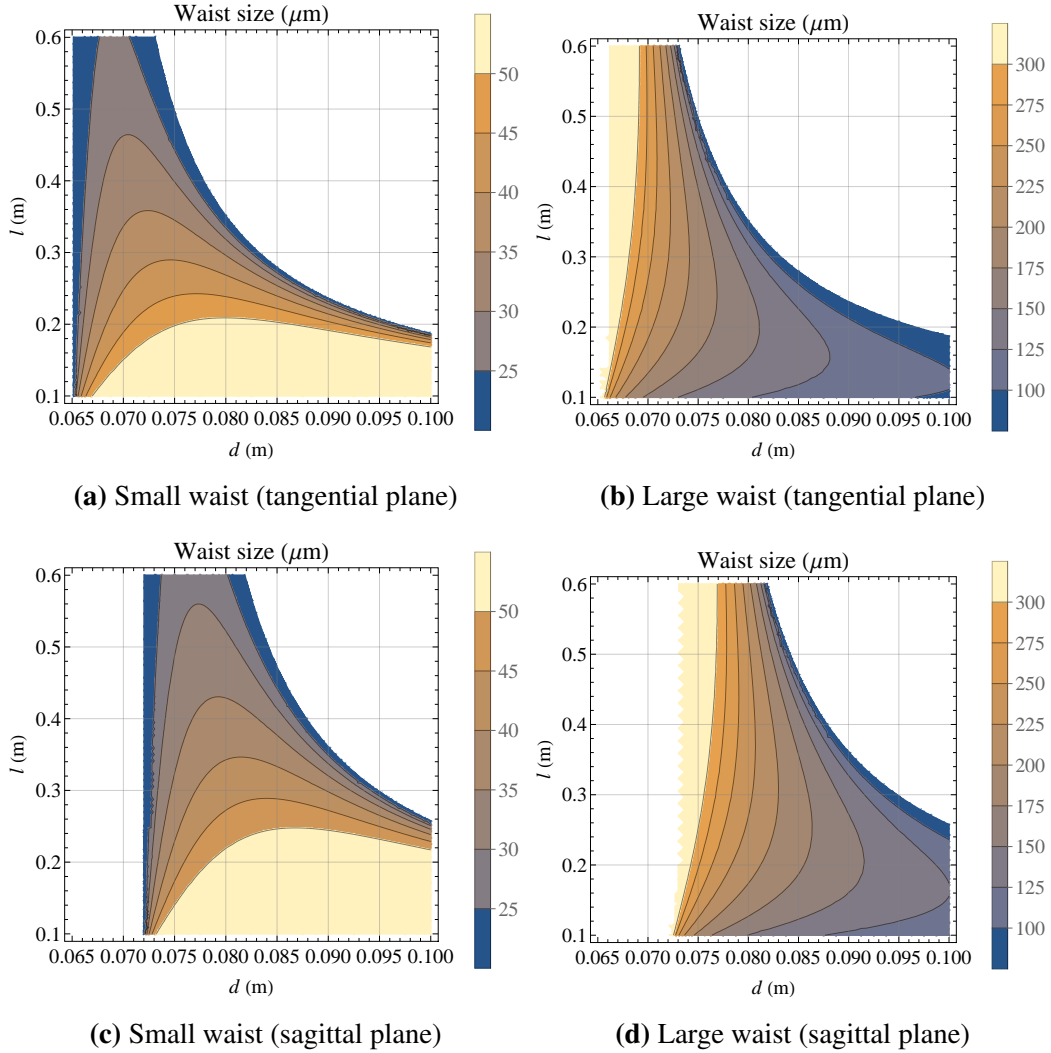 Waist size (μm)
0.6
0.5
0.4
0.3
0.2
0.1
l (m)
0.065 0.070 0.075 0.080 0.085 0.090 0.095 0.100
d (m)
50
45
40
35
30
25
(a) Small waist (tangential plane)
Waist size (μm)
0.6
0.5
0.4
0.3
0.2
0.1
l (m)
0.065 0.070 0.075 0.080 0.085 0.090 0.095 0.100
d (m)
300
275
250
225
200
175
150
125
100
(b) Large waist (tangential plane)
Waist size (μm)
0.6
0.5
0.4
0.3
0.2
0.1
l (m)
0.065 0.070 0.075 0.080 0.085 0.090 0.095 0.100
d (m)
50
45
40
35
30
25
(c) Small waist (sagittal plane)
Waist size (μm)
0.6
0.5
0.4
0.3
0.2
0.1
l (m)
0.065 0.070 0.075 0.080 0.085 0.090 0.095 0.100
d (m)
300
275
250
225
200
175
150
125
100
(d) Large waist (sagittal plane)